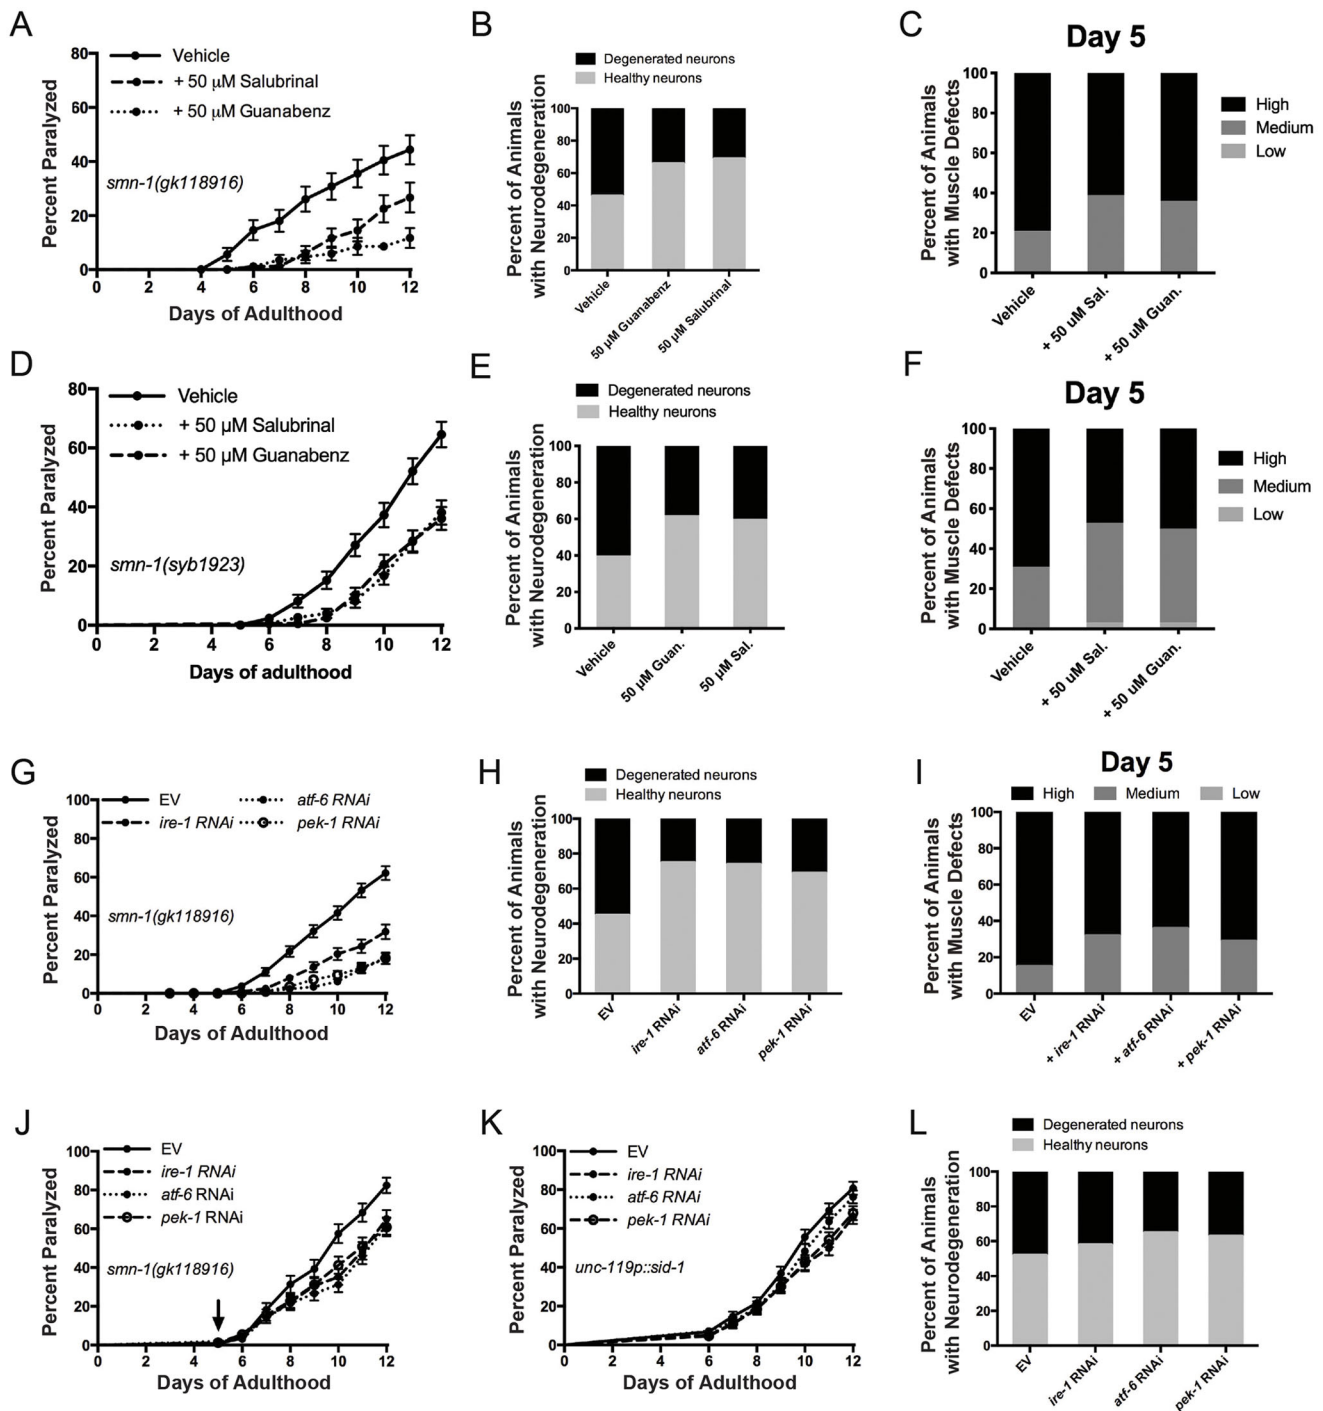 A
Vehicle
+ 50 μM Salubrinal
+ 50 μM Guanabenz
smn-1(gk118916)
Percent Paralyzed
80
60
40
20
0
0 2 4 6 8 10 12
Days of Adulthood
B
Degenerated neurons
Healthy neurons
Percent of Animals
with Neurodegeneration
100
80
60
40
20
0
Vehicle
50 μM Guanabenz
50 μM Salubrinal
C
Day 5
High
Medium
Low
Percent of Animals
with Muscle Defects
100
80
60
40
20
0
Vehicle
+ 50 uM Sal.
+ 50 uM Guan.
D
Vehicle
+ 50 μM Salubrinal
+ 50 μM Guanabenz
smn-1(syb1923)
Percent Paralyzed
80
60
40
20
0
0 2 4 6 8 10 12
Days of adulthood
E
Degenerated neurons
Healthy neurons
Percent of Animals
with Neurodegeneration
100
80
60
40
20
0
Vehicle
50 μM Guan.
50 μM Sal.
F
Day 5
High
Medium
Low
Percent of Animals
with Muscle Defects
100
80
60
40
20
0
Vehicle
+ 50 uM Sal.
+ 50 uM Guan.
G
EV
atf-6 RNAi
ire-1 RNAi
pek-1 RNAi
smn-1(gk118916)
Percent Paralyzed
100
80
60
40
20
0
0 2 4 6 8 10 12
Days of Adulthood
H
Degenerated neurons
Healthy neurons
Percent of Animals
with Neurodegeneration
100
80
60
40
20
0
EV
ire-1 RNAi
atf-6 RNAi
pek-1 RNAi
I
Day 5
High Medium Low
Percent of Animals
with Muscle Defects
100
80
60
40
20
0
EV
+ ire-1 RNAi
+ atf-6 RNAi
+ pek-1 RNAi
J
EV
ire-1 RNAi
atf-6 RNAi
pek-1 RNAi
smn-1(gk118916)
Percent Paralyzed
100
80
60
40
20
0
0 2 4 6 8 10 12
Days of Adulthood
K
EV
ire-1 RNAi
atf-6 RNAi
pek-1 RNAi
unc-119p::sid-1
Percent Paralyzed
100
80
60
40
20
0
0 2 4 6 8 10 12
Days of Adulthood
L
Degenerated neurons
Healthy neurons
Percent of Animals
with Neurodegeneration
100
80
60
40
20
0
EV
ire-1 RNAi
atf-6 RNAi
pek-1 RNAi